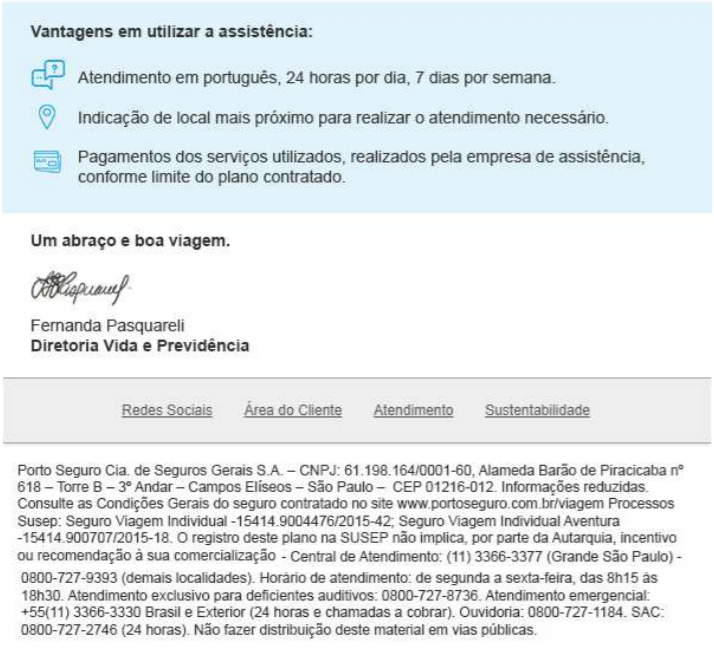 Vantagens em utilizar a assistência:
Atendimento em português, 24 horas por dia, 7 dias por semana.
Indicação de local mais próximo para realizar o atendimento necessário.
Pagamentos dos serviços utilizados, realizados pela empresa de assistência,
conforme limite do plano contratado.
Um abraço e boa viagem.
Fernanda Pasquareli
Diretoria Vida e Previdência
Redes Sociais Área do Cliente Atendimento Sustentabilidade
Porto Seguro Cia. de Seguros Gerais S.A. – CNPJ: 61.198.164/0001-60, Alameda Barão de Piracicaba nº
618 – Torre B – 3º Andar – Campos Elíseos – São Paulo – CEP 01216-012. Informações reduzidas.
Consulte as Condições Gerais do seguro contratado no site www.portoseguro.com.br/viagem Processos
Susep: Seguro Viagem Individual -15414.9004476/2015-42; Seguro Viagem Individual Aventura
-15414.900707/2015-18. O registro deste plano na SUSEP não implica, por parte da Autarquia, incentivo
ou recomendação à sua comercialização - Central de Atendimento: (11) 3366-3377 (Grande São Paulo) -
0800-727-9393 (demais localidades). Horário de atendimento: de segunda a sexta-feira, das 8h15 às
18h30. Atendimento exclusivo para deficientes auditivos: 0800-727-8736. Atendimento emergencial:
+55(11) 3366-3330 Brasil e Exterior (24 horas e chamadas a cobrar). Ouvidoria: 0800-727-1184. SAC:
0800-727-2746 (24 horas). Não fazer distribuição deste material em vias públicas.